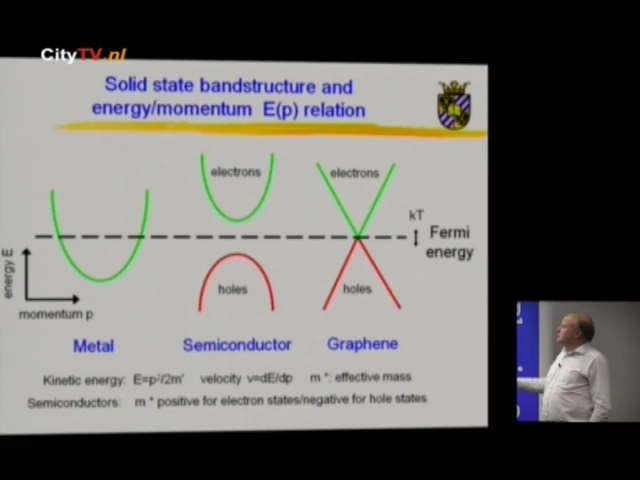 CityTV.nl
Solid state bandstructure and
energy/momentum E(p) relation
electrons
electrons
kT
Fermi
energy
energy E
holes
holes
momentum p
Metal
Semiconductor
Graphene
Kinetic energy: E=p²/2m* velocity v=dE/dp m *: effective mass
Semiconductors: m * positive for electron states/negative for hole states